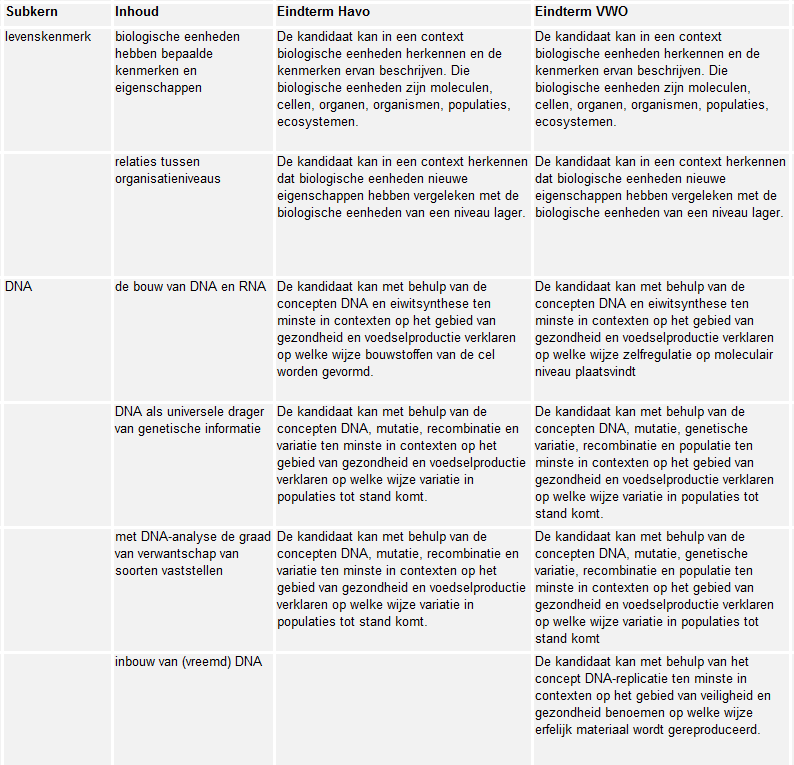 Subkern Inhoud Eindterm Havo Eindterm VWO
levenskenmerk
biologische eenheden
hebben bepaalde
kenmerken en
eigenschappen
De kandidaat kan in een context
biologische eenheden herkennen en de
kenmerken ervan beschrijven. Die
biologische eenheden zijn moleculen,
cellen, organen, organismen, populaties,
ecosystemen.
De kandidaat kan in een context
biologische eenheden herkennen en de
kenmerken ervan beschrijven. Die
biologische eenheden zijn moleculen,
cellen, organen, organismen, populaties,
ecosystemen.
relaties tussen
organisatieniveaus
De kandidaat kan in een context herkennen
dat biologische eenheden nieuwe
eigenschappen hebben vergeleken met de
biologische eenheden van een niveau lager.
De kandidaat kan in een context herkennen
dat biologische eenheden nieuwe
eigenschappen hebben vergeleken met de
biologische eenheden van een niveau lager.
DNA
de bouw van DNA en RNA
De kandidaat kan met behulp van de
concepten DNA en eiwitsynthese ten
minste in contexten op het gebied van
gezondheid en voedselproductie verklaren
op welke wijze bouwstoffen van de cel
worden gevormd.
De kandidaat kan met behulp van de
concepten DNA en eiwitsynthese ten
minste in contexten op het gebied van
gezondheid en voedselproductie verklaren
op welke wijze zelfregulatie op moleculair
niveau plaatsvindt
DNA als universele drager
van genetische informatie
De kandidaat kan met behulp van de
concepten DNA, mutatie, recombinatie en
variatie ten minste in contexten op het
gebied van gezondheid en voedselproductie
verklaren op welke wijze variatie in
populaties tot stand komt.
De kandidaat kan met behulp van de
concepten DNA, mutatie, genetische
variatie, recombinatie en populatie ten
minste in contexten op het gebied van
gezondheid en voedselproductie verklaren
op welke wijze variatie in populaties tot
stand komt.
met DNA-analyse de graad
van verwantschap van
soorten vaststellen
De kandidaat kan met behulp van de
concepten DNA, mutatie, recombinatie en
variatie ten minste in contexten op het
gebied van gezondheid en voedselproductie
verklaren op welke wijze variatie in
populaties tot stand komt.
De kandidaat kan met behulp van de
concepten DNA, mutatie, genetische
variatie, recombinatie en populatie ten
minste in contexten op het gebied van
gezondheid en voedselproductie verklaren
op welke wijze variatie in populaties tot
stand komt
inbouw van (vreemd) DNA
De kandidaat kan met behulp van het
concept DNA-replicatie ten minste in
contexten op het gebied van veiligheid en
gezondheid benoemen op welke wijze
erfelijk materiaal wordt gereproduceerd.